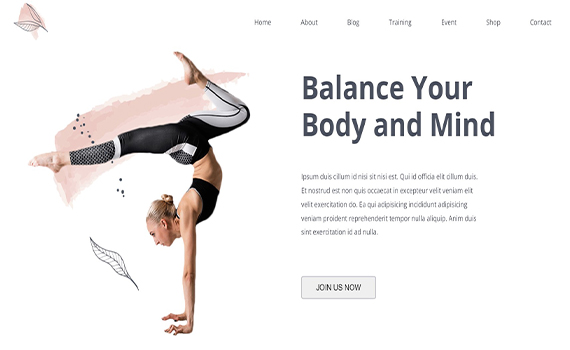 Home About Blog Training Event Shop Contact
Balance Your
Body and Mind
Ipsum duis cillum id nisi sit nisi est. Qui id officia elit ollum duis.
Et nostrud est non quis occaecat in excepteur velit veniam elit
velit exercitation do. Ea qui adipisicing incididunt adipisicing
veniam proident reprehenderit tempor nulla aliquip. Anim duis
sint exercitation id ad nulla.
JOIN US NOW